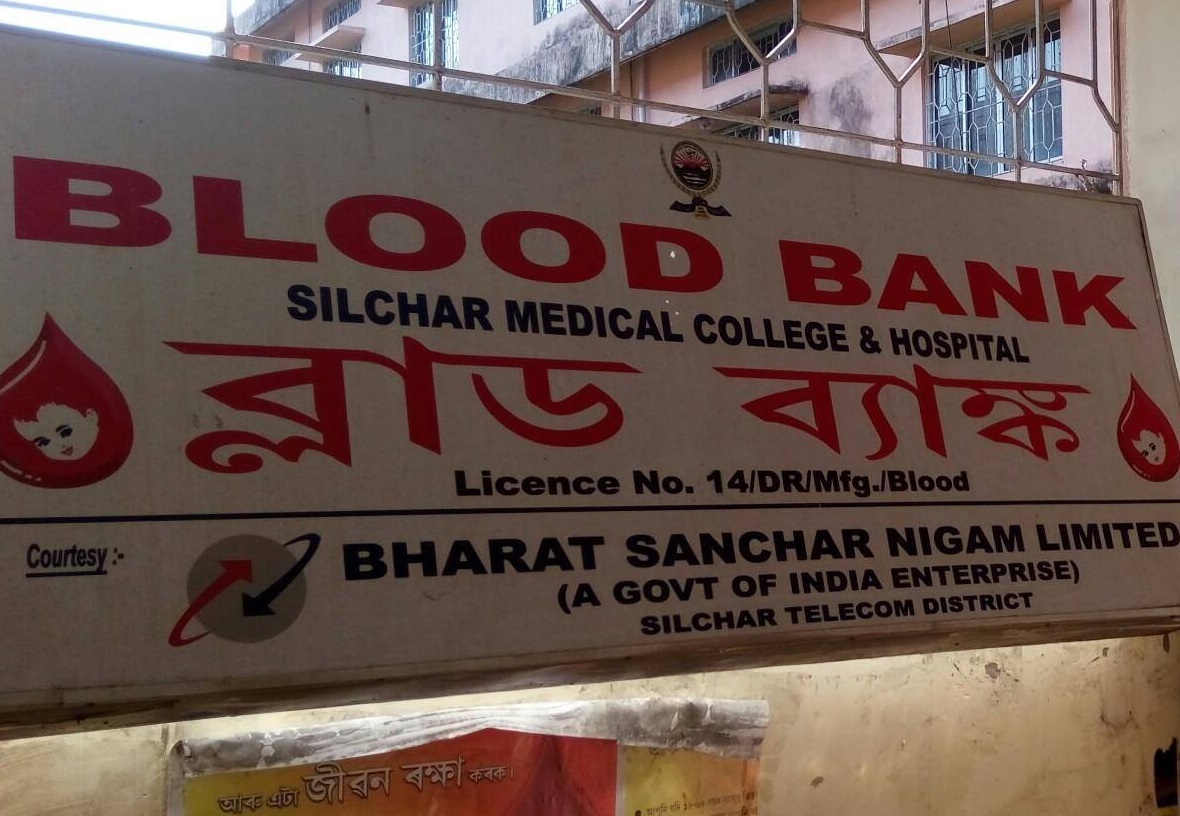 BLOOD BANK
SILCHAR MEDICAL COLLEGE & HOSPITAL
ব্লাড ব্যাঙ্ক
Licence No. 14/DR/Mfg./Blood
Courtesy :-
BHARAT SANCHAR NIGAM LIMITED
(A GOVT OF INDIA ENTERPRISE)
SILCHAR TELECOM DISTRICT
আৰু এটা জীৱন ৰক্ষা কৰক।